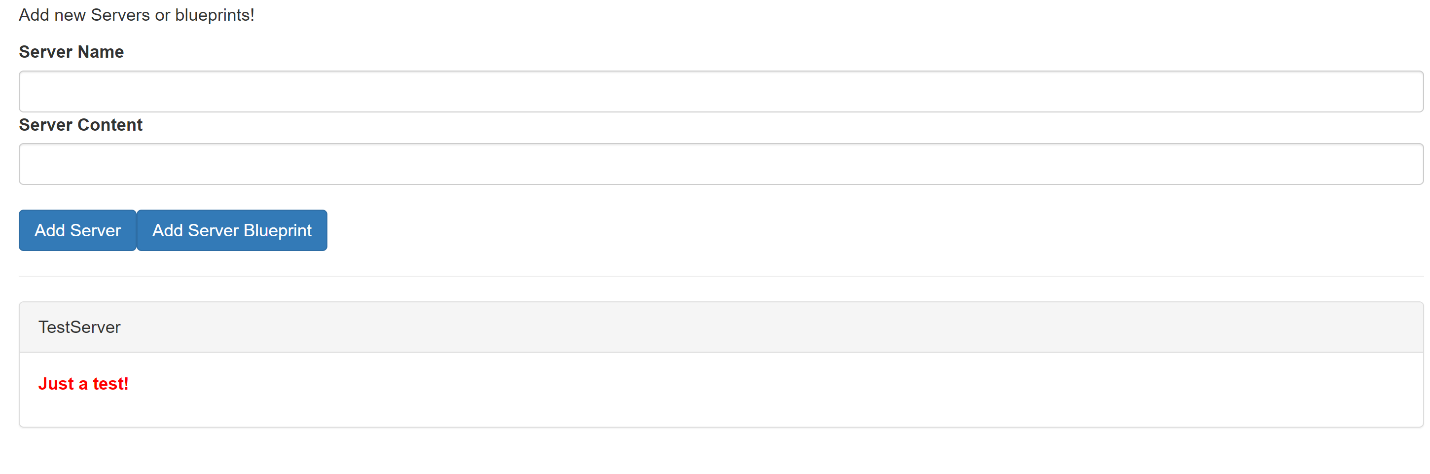 Add new Servers or blueprints!
Server Name
Server Content
Add Server Add Server Blueprint
TestServer
Just a test!